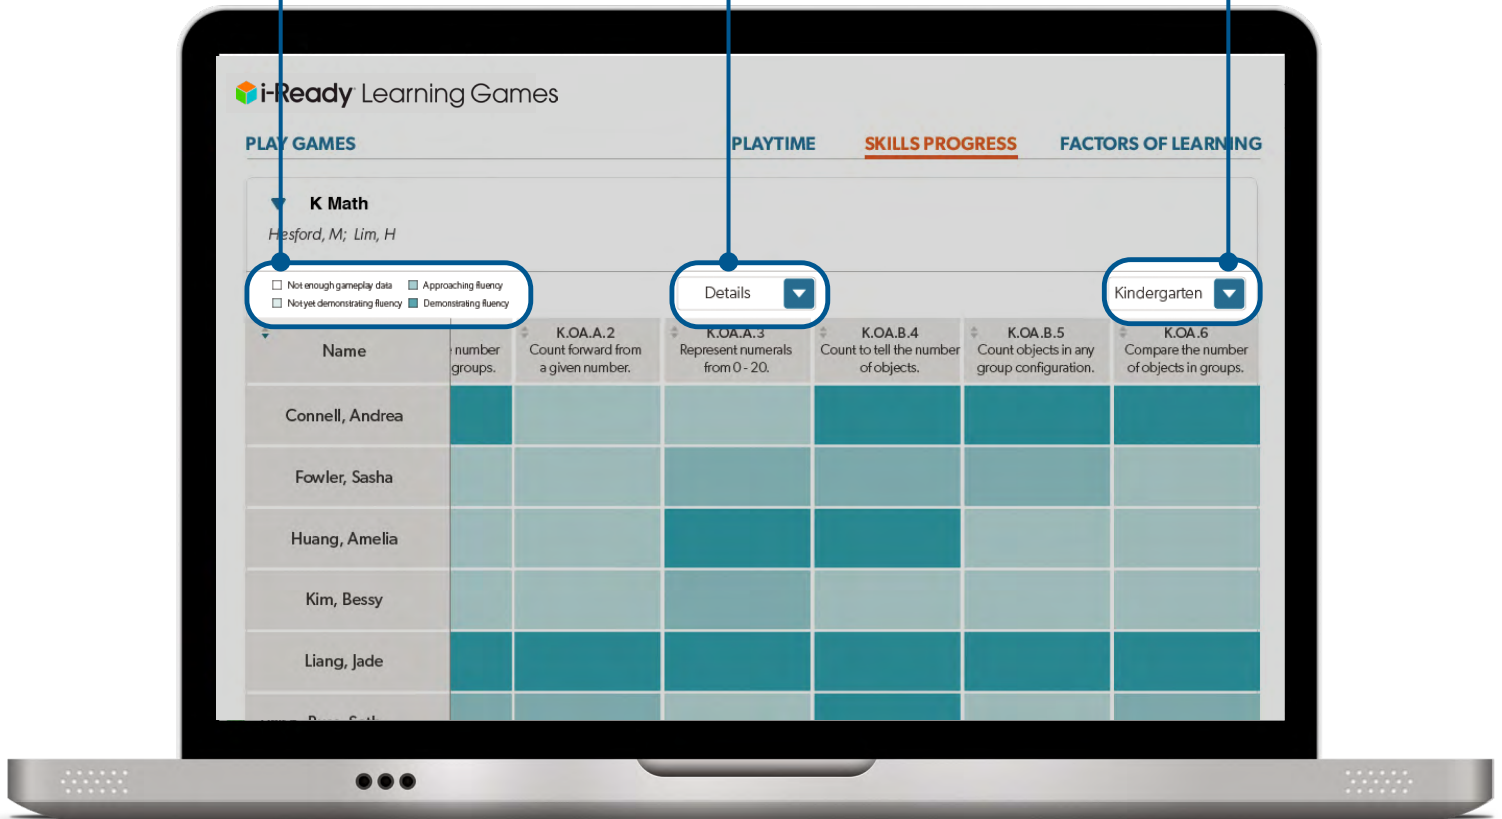 i-Ready Learning Games
PLAY GAMES PLAYTIME SKILLS PROGRESS FACTORS OF LEARNING
K Math
Hesford, M; Lim, H
Not enough gameplay data Approaching fluency
Not yet demonstrating fluency Demonstrating fluency
Details
Kindergarten
Name
number
groups.
K.OA.A.2
Count forward from
a given number.
K.OA.A.3
Represent numerals
from 0 - 20.
K.OA.B.4
Count to tell the number
of objects.
K.OA.B.5
Count objects in any
group configuration.
K.OA.6
Compare the number
of objects in groups.
Connell, Andrea
Fowler, Sasha
Huang, Amelia
Kim, Bessy
Liang, Jade